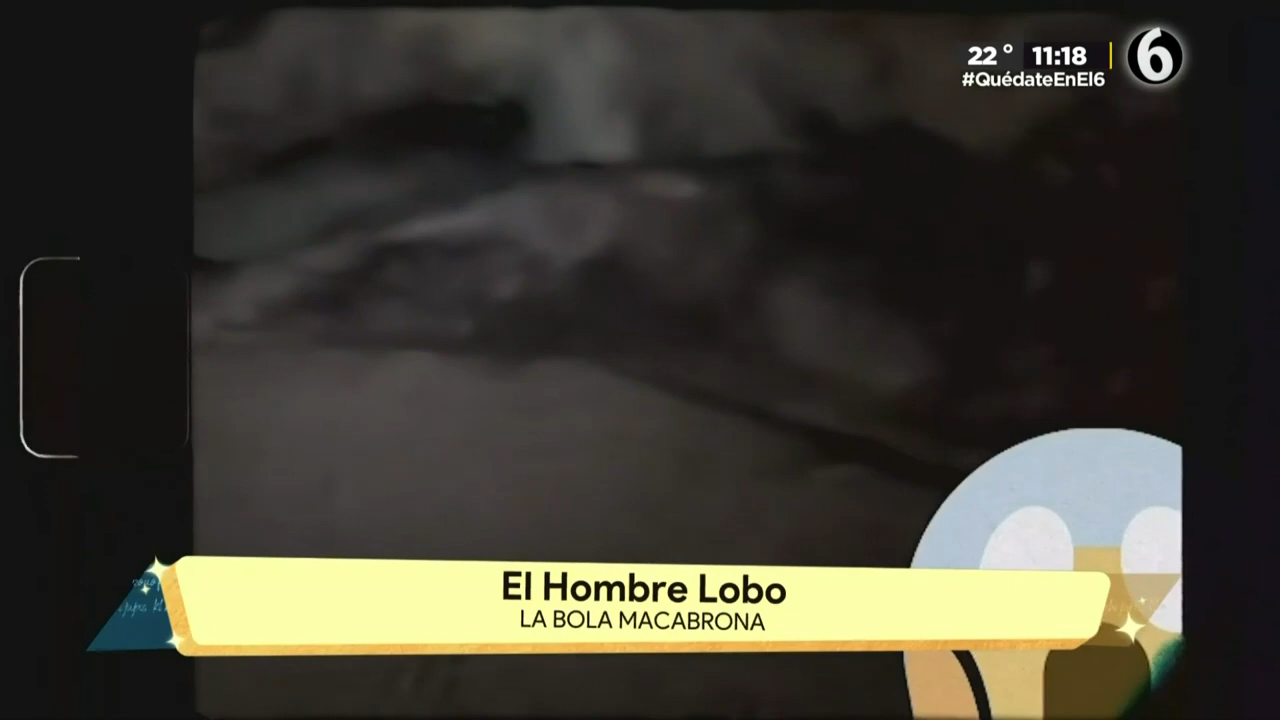 22° 11:18
6
#QuédateEnEl6
El Hombre Lobo
LA BOLA MACABRONA